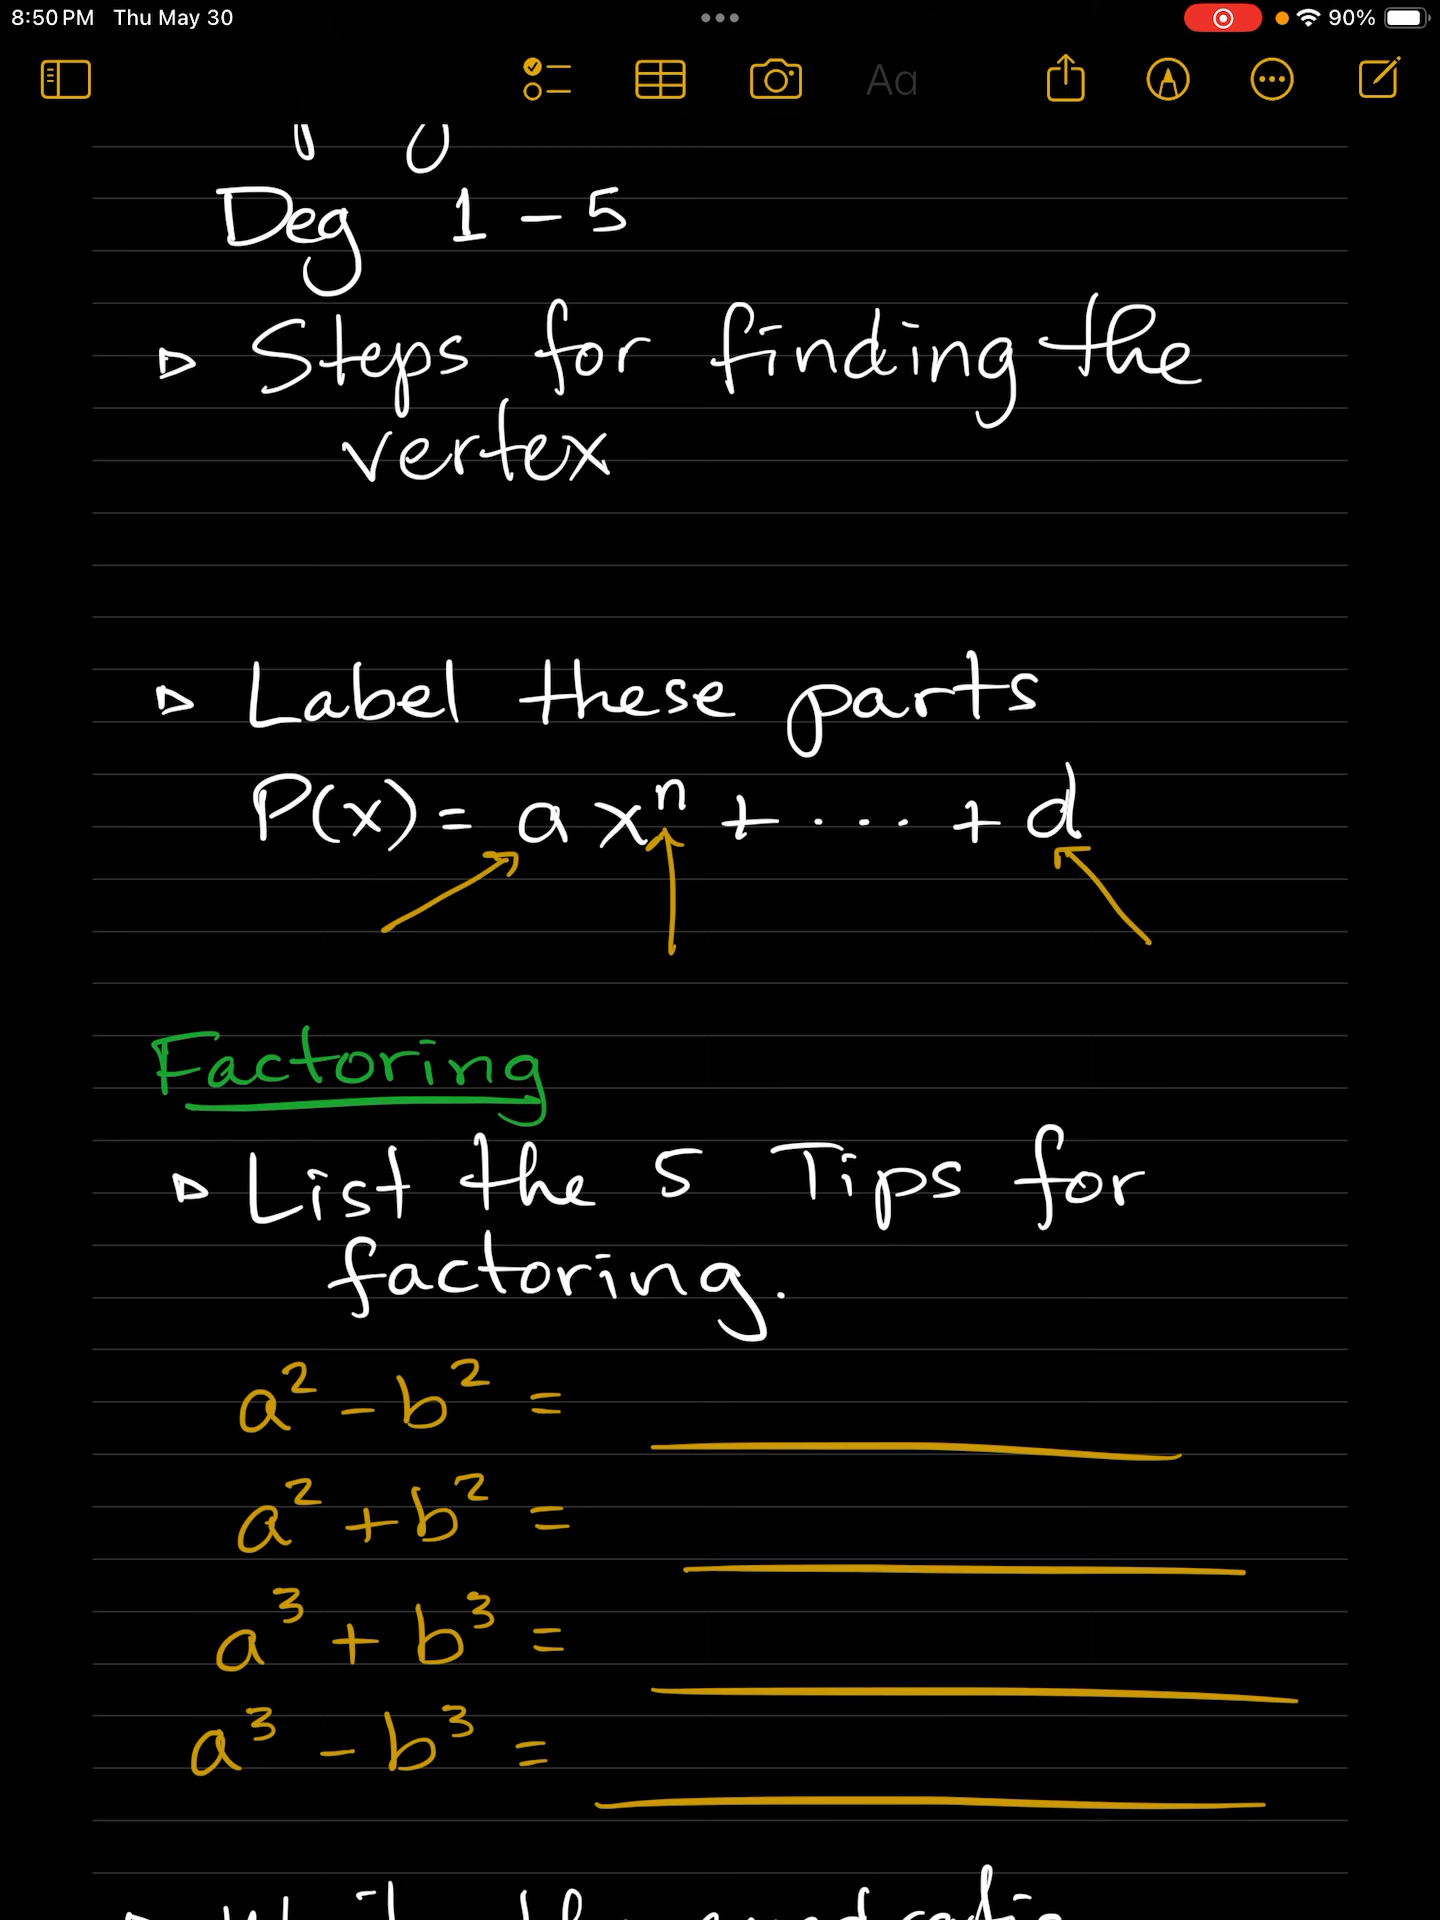 8:50 PM Thu May 30
90%
Aa
Deg 1 - 5
▷ Steps for finding the
vertex
▷ Label these parts
P(x) = a xⁿ + . . . . + d
Factoring
▷ List the 5 Tips for
factoring.
a² - b² =
a² + b² =
a³ + b³ =
a³ - b³ =